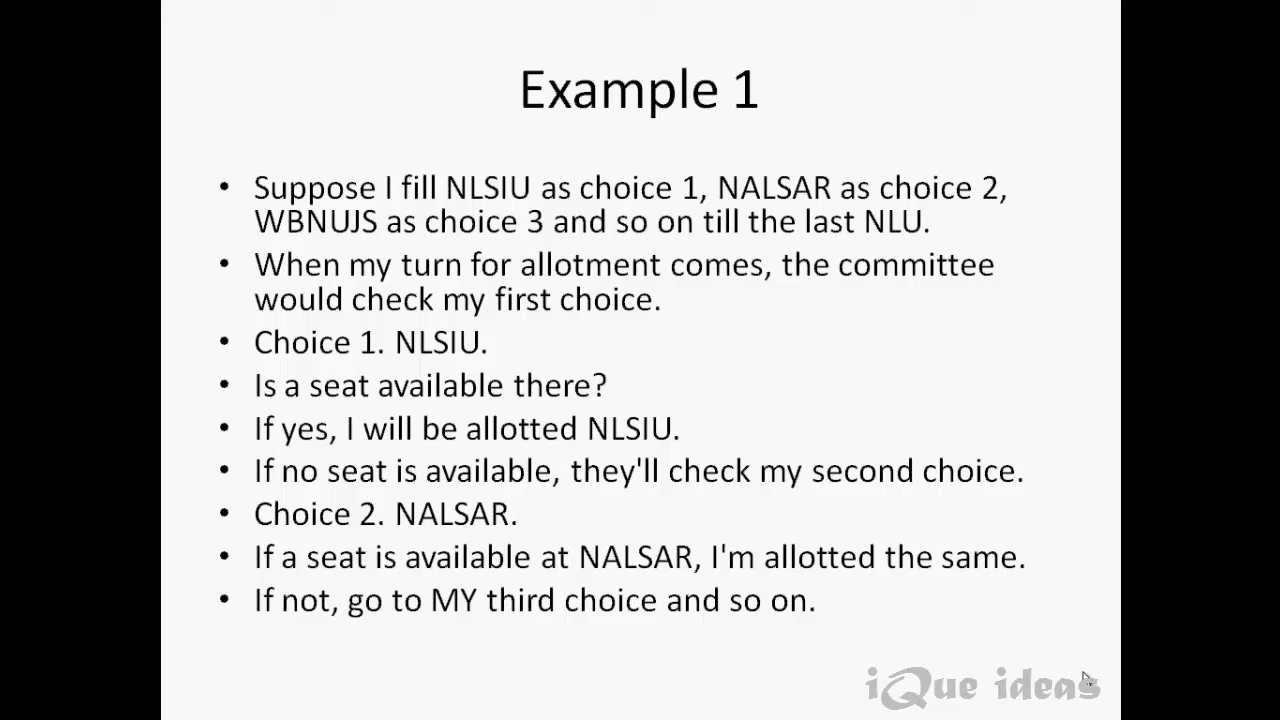 Example 1
• Suppose I fill NLSIU as choice 1, NALSAR as choice 2,
WBNUJS as choice 3 and so on till the last NLU.
• When my turn for allotment comes, the committee
would check my first choice.
• Choice 1. NLSIU.
• Is a seat available there?
• If yes, I will be allotted NLSIU.
• If no seat is available, they'll check my second choice.
• Choice 2. NALSAR.
• If a seat is available at NALSAR, I'm allotted the same.
• If not, go to MY third choice and so on.
iQue ideas